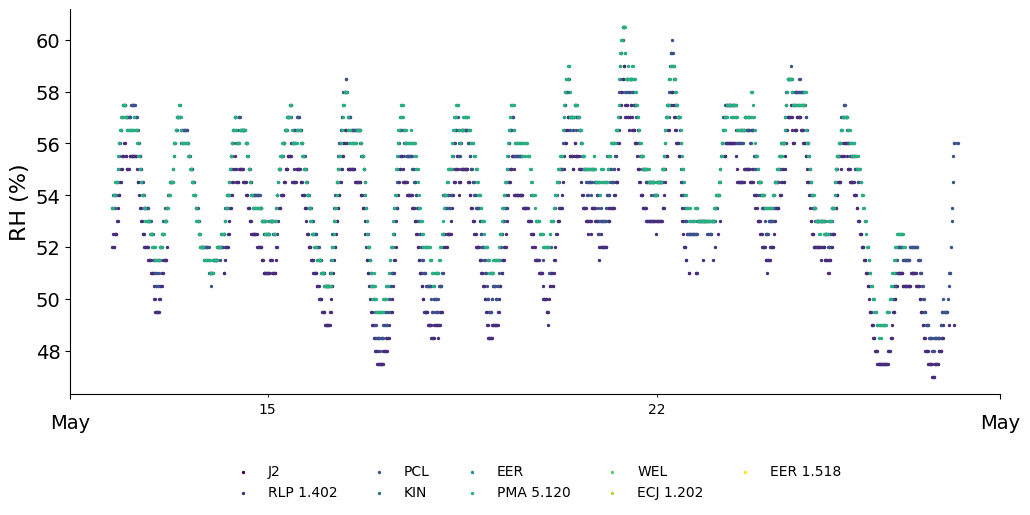 60
58
56
54
52
50
48
RH (%)
15
22
May
May
J2
PCL
EER
WEL
EER 1.518
RLP 1.402
KIN
PMA 5.120
ECJ 1.202